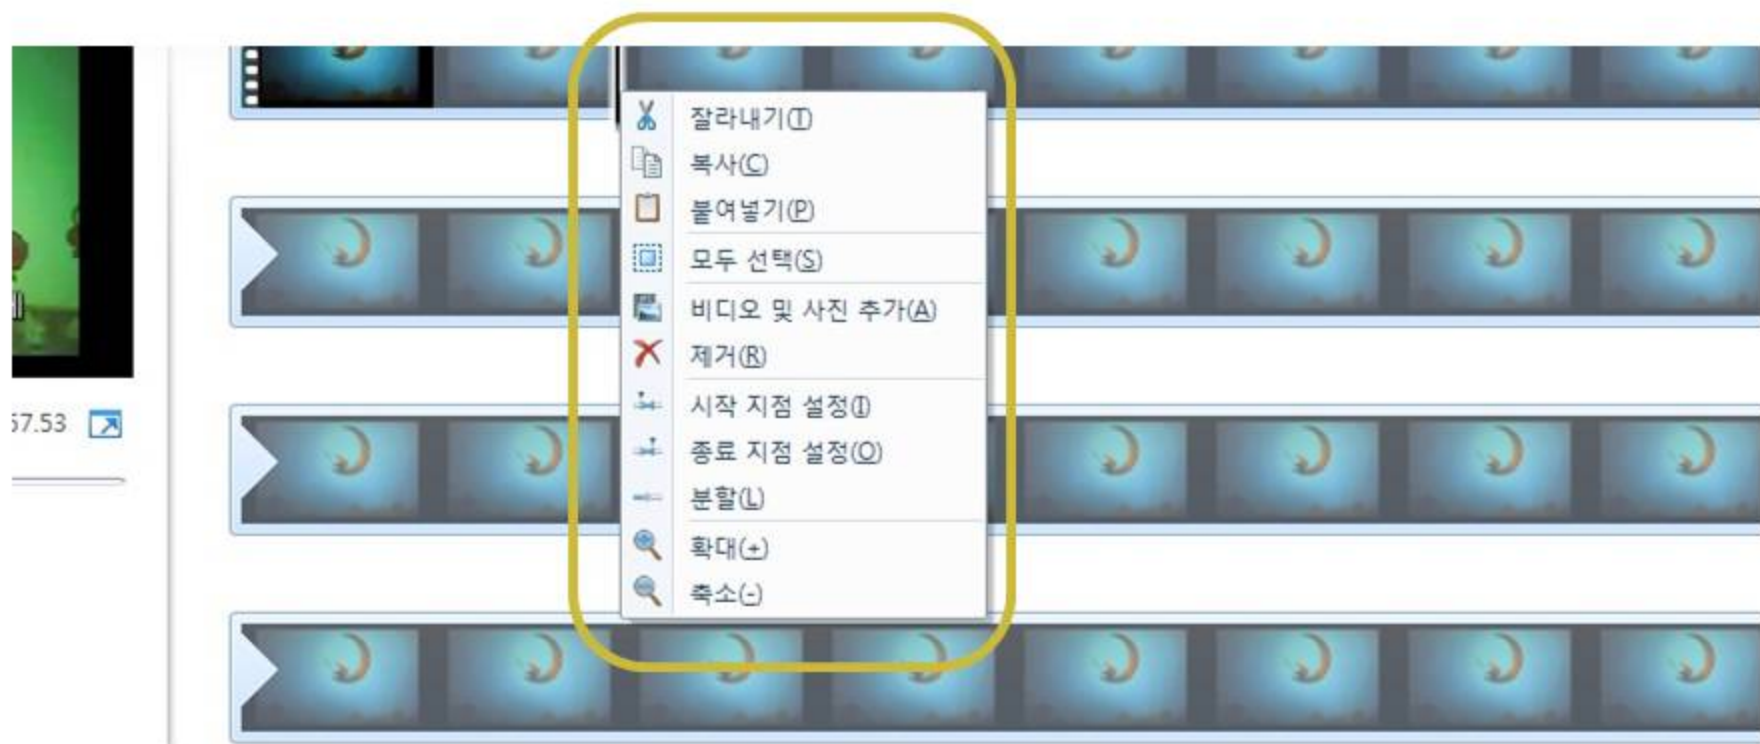 잘라내기(T)
복사(C)
붙여넣기(P)
모두 선택(S)
비디오 및 사진 추가(A)
제거(R)
57.53
시작 지점 설정(I)
종료 지점 설정(O)
분할(L)
확대(+)
축소(-)